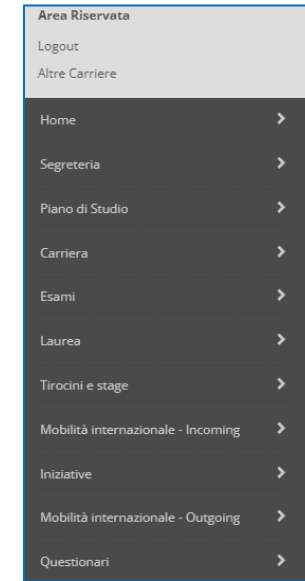 Area Riservata
Logout
Altre Carriere
Home
Segreteria
Piano di Studio
Carriera
Esami
Laurea
Tirocini e stage
Mobilità internazionale - Incoming
Iniziative
Mobilità internazionale - Outgoing
Questionari